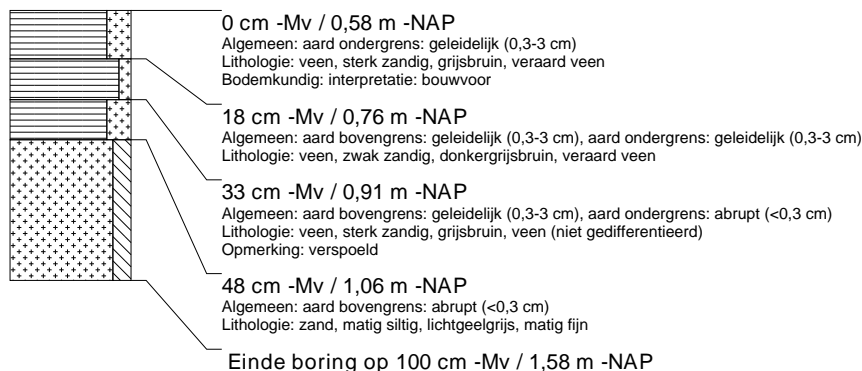 0 cm -Mv / 0,58 m -NAP
Algemeen: aard ondergrens: geleidelijk (0,3-3 cm)
Lithologie: veen, sterk zandig, grijsbruin, veraard veen
Bodemkundig: interpretatie: bouwvoor
18 cm -Mv / 0,76 m -NAP
Algemeen: aard bovengrens: geleidelijk (0,3-3 cm), aard ondergrens: geleidelijk (0,3-3 cm)
Lithologie: veen, zwak zandig, donkergrijsbruin, veraard veen
33 cm -Mv / 0,91 m -NAP
Algemeen: aard bovengrens: geleidelijk (0,3-3 cm), aard ondergrens: abrupt (<0,3 cm)
Lithologie: veen, sterk zandig, grijsbruin, veen (niet gedifferentieerd)
Opmerking: verspoeld
48 cm -Mv / 1,06 m -NAP
Algemeen: aard bovengrens: abrupt (<0,3 cm)
Lithologie: zand, matig siltig, lichtgeelgrijs, matig fijn
Einde boring op 100 cm -Mv / 1,58 m -NAP